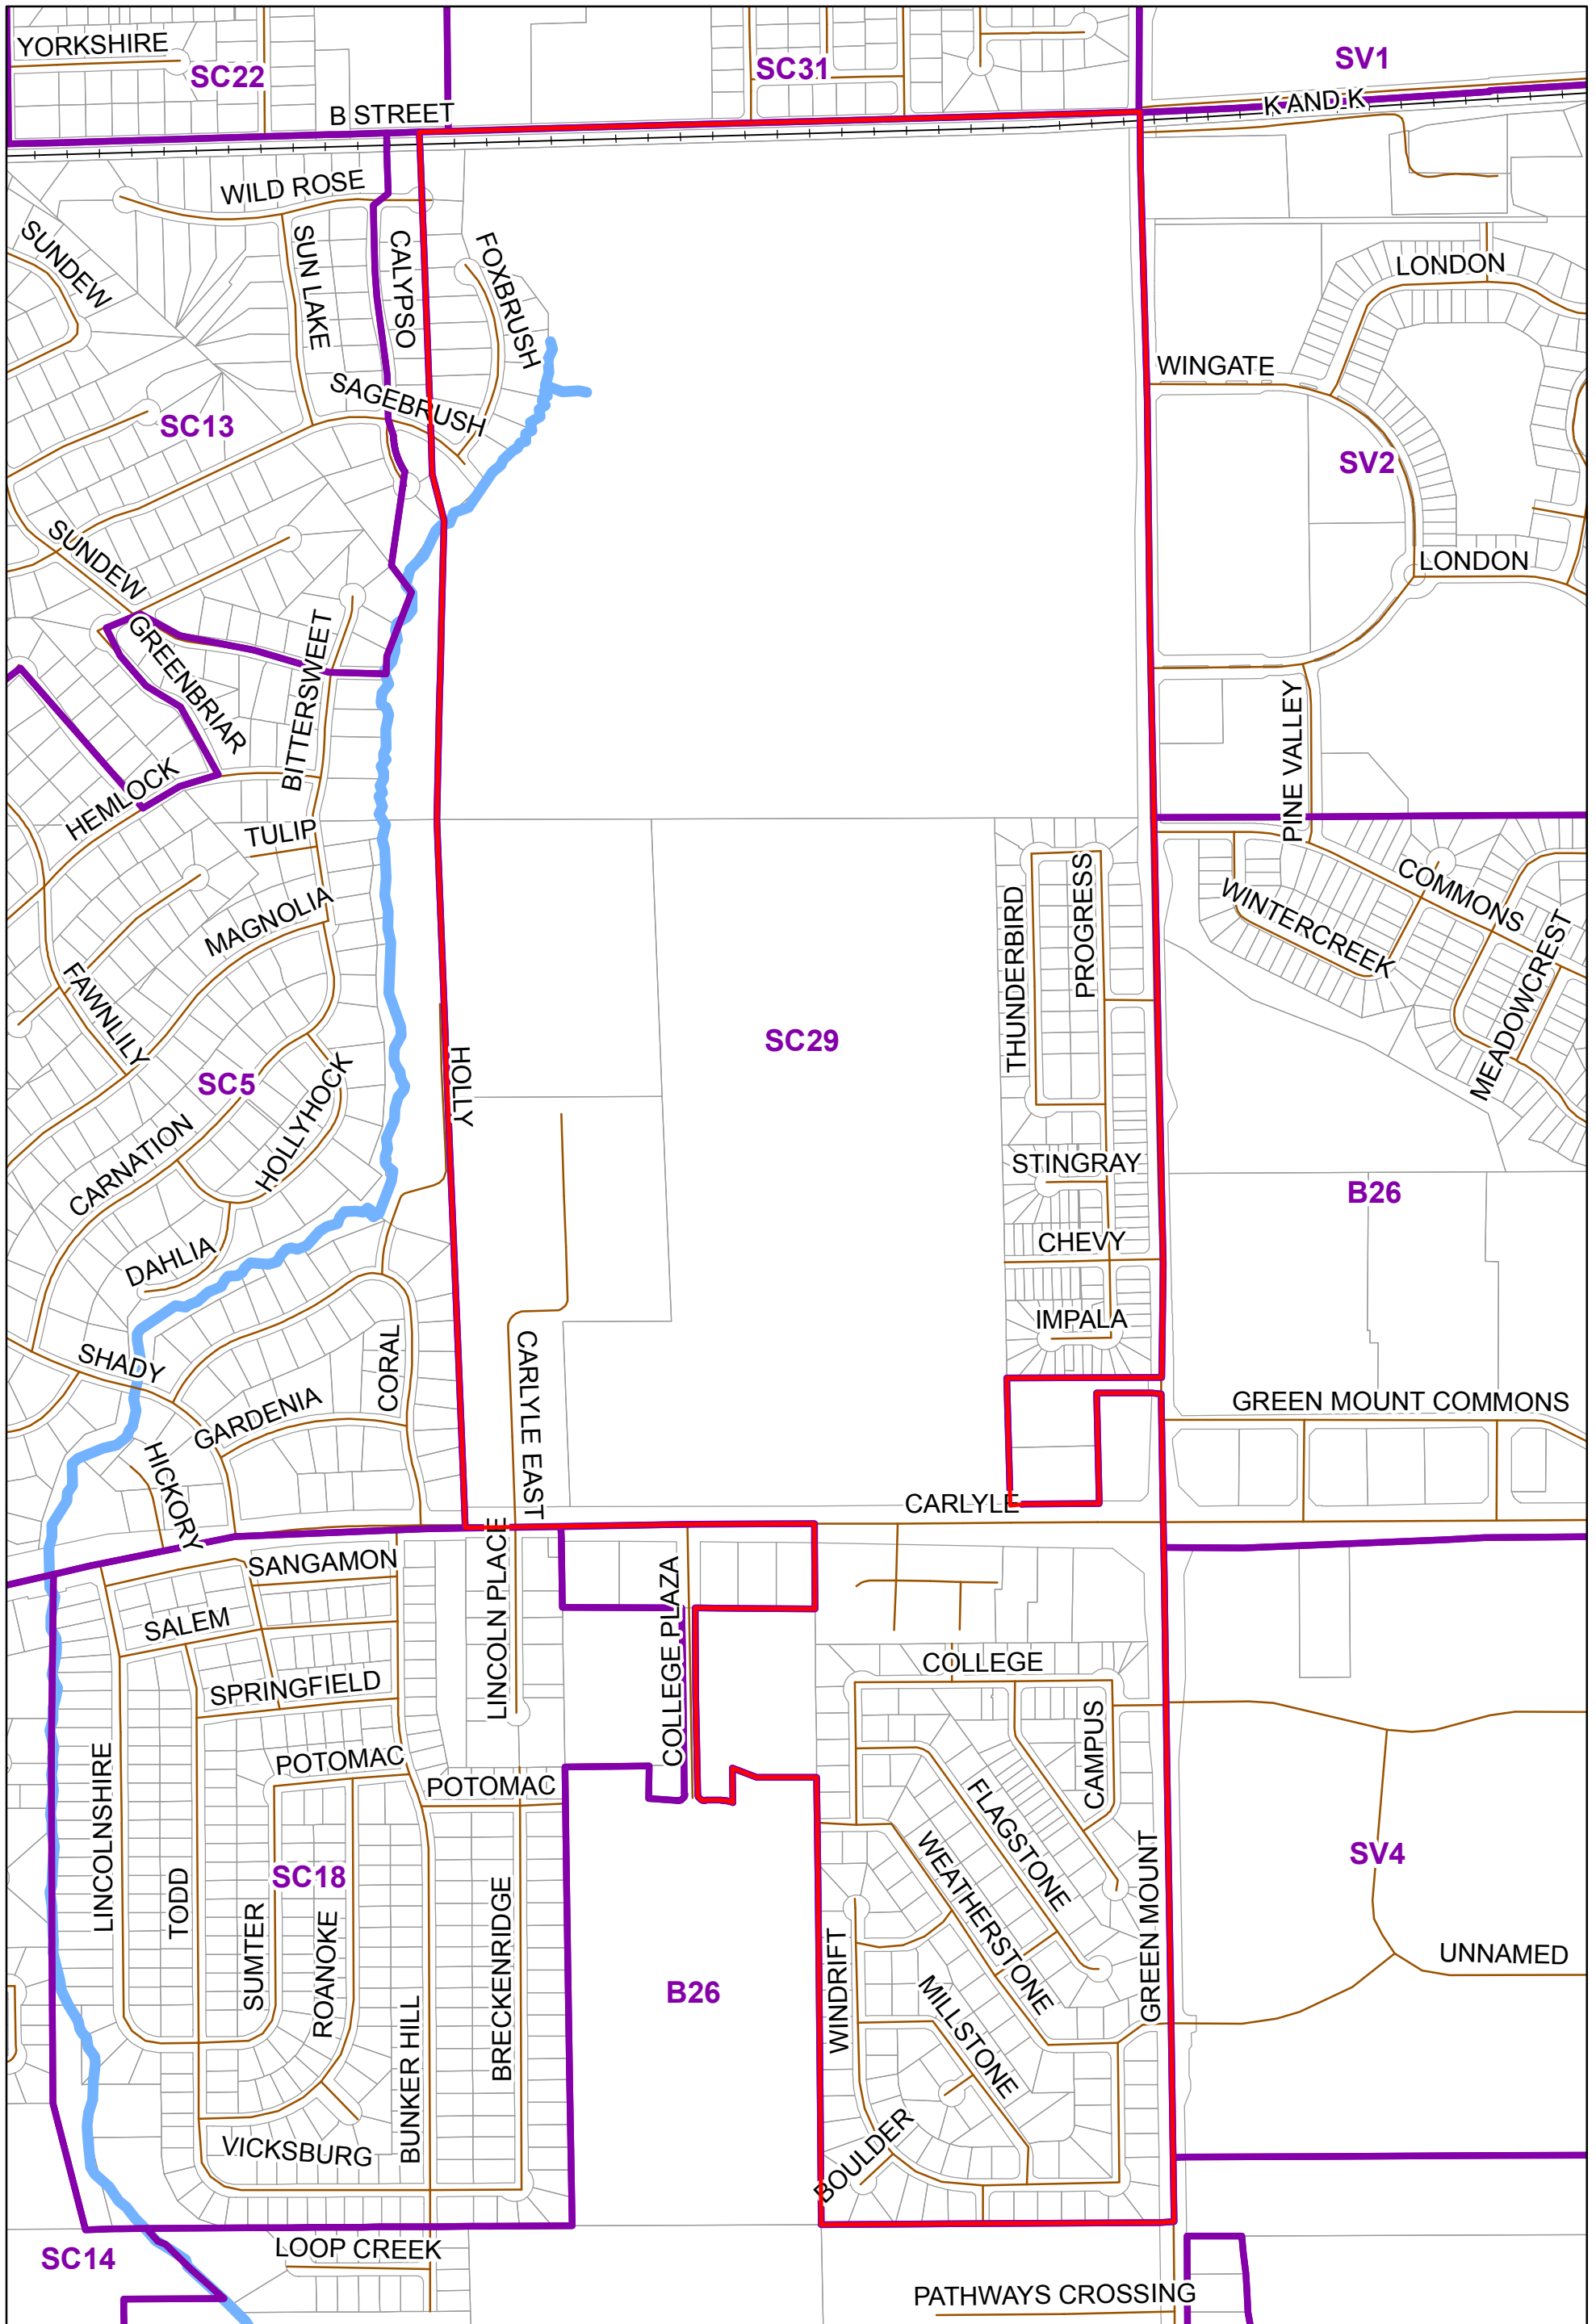 YORKSHIRE
SC22
SC31
SV1
B STREET
K AND K
WILD ROSE
SUNDEW
SUN LAKE
CALYPSO
FOXBRUSH
LONDON
WINGATE
SAGEBRUSH
SC13
SV2
SUNDEW
LONDON
GREENBRIAR
BITTERSWEET
PINE VALLEY
HEMLOCK
TULIP
MAGNOLIA
THUNDERBIRD
PROGRESS
COMMONS
WINTERCREEK
MEADOWCREST
FAWNLILY
SC29
HOLLY
SC5
HOLLYHOCK
CARNATION
STINGRAY
B26
DAHLIA
CHEVY
IMPALA
SHADY
CORAL
CARLYLE EAST
GARDENIA
GREEN MOUNT COMMONS
HICKORY
CARLYLE
SANGAMON
LINCOLN PLACE
COLLEGE PLAZA
SALEM
COLLEGE
SPRINGFIELD
CAMPUS
POTOMAC
POTOMAC
LINCOLNSHIRE
FLAGSTONE
TODD
SC18
WEATHERSTONE
GREEN MOUNT
SV4
SUMTER
ROANOKE
BRECKENRIDGE
B26
WINDRIFT
MILLSTONE
UNNAMED
BUNKER HILL
BOULDER
VICKSBURG
SC14
LOOP CREEK
PATHWAYS CROSSING